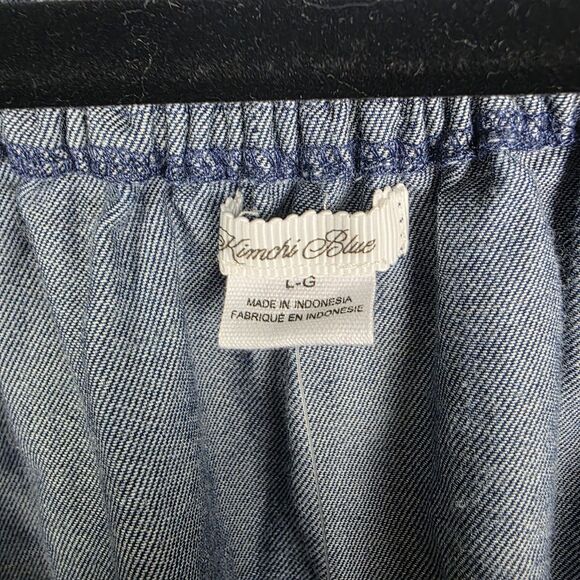 Kimchi Blue
L-G
MADE IN INDONESIA
FABRIQUÉ EN INDONESIE